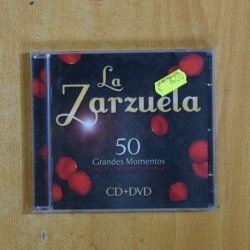 La
Zarzuela
50
Grandes Momentos
CD+DVD